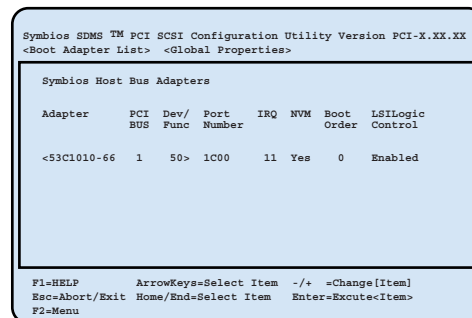 Symbios SDMS TM PCI SCSI Configuration Utility Version PCI-X.XX.XX
<Boot Adapter List> <Global Properties>
Symbios Host Bus Adapters
Adapter PCI Dev/ Port IRQ NVM Boot LSILogic
BUS Func Number Order Control
<53C1010-66 1 50> 1C00 11 Yes 0 Enabled
F1=HELP ArrowKeys=Select Item -/+ =Change[Item]
Esc=Abort/Exit Home/End=Select Item Enter=Excute<Item>
F2=Menu